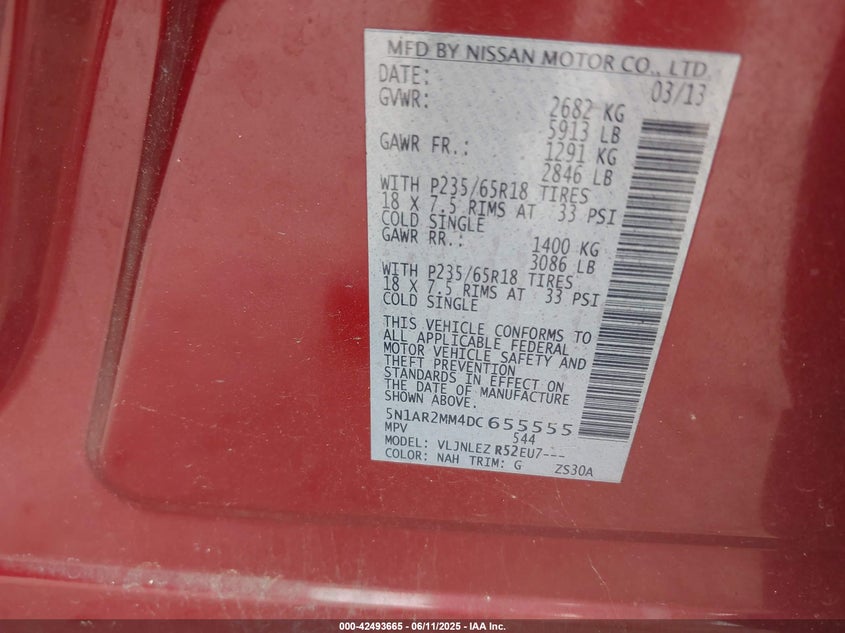 MFD BY NISSAN MOTOR CO., LTD.
DATE: 03/13
GVWR: 2682 KG
5913 LB
GAWR FR.: 1291 KG
2846 LB
WITH P235/65R18 TIRES
18 X 7.5 RIMS AT 33 PSI
COLD SINGLE
GAWR RR.: 1400 KG
3086 LB
WITH P235/65R18 TIRES
18 X 7.5 RIMS AT 33 PSI
COLD SINGLE
THIS VEHICLE CONFORMS TO
ALL APPLICABLE FEDERAL
MOTOR VEHICLE SAFETY AND
THEFT PREVENTION
STANDARDS IN EFFECT ON
THE DATE OF MANUFACTURE
SHOWN ABOVE.
5N1AR2MM4DC655555
MPV 544
MODEL: VLJNLEZ R52EU7---
COLOR: NAH TRIM: G ZS30A
000-42493665 - 06/11/2025 - IAA Inc.